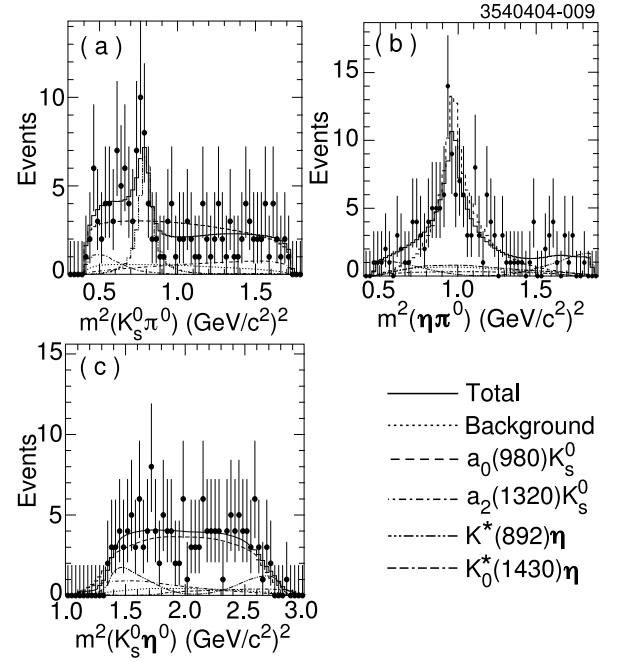 3540404-009
( a )
10
5
0
Events
0.5 1.0 1.5
m²(K⁰ₛπ⁰) (GeV/c²)²
( b )
15
10
5
0
Events
0.5 1.0 1.5
m²(ηπ⁰) (GeV/c²)²
( c )
15
10
5
0
Events
1.0 1.5 2.0 2.5 3.0
m²(K⁰ₛη⁰) (GeV/c²)²
Total
Background
a₀(980)K⁰ₛ
a₂(1320)K⁰ₛ
K*(892)η
K*₀(1430)η